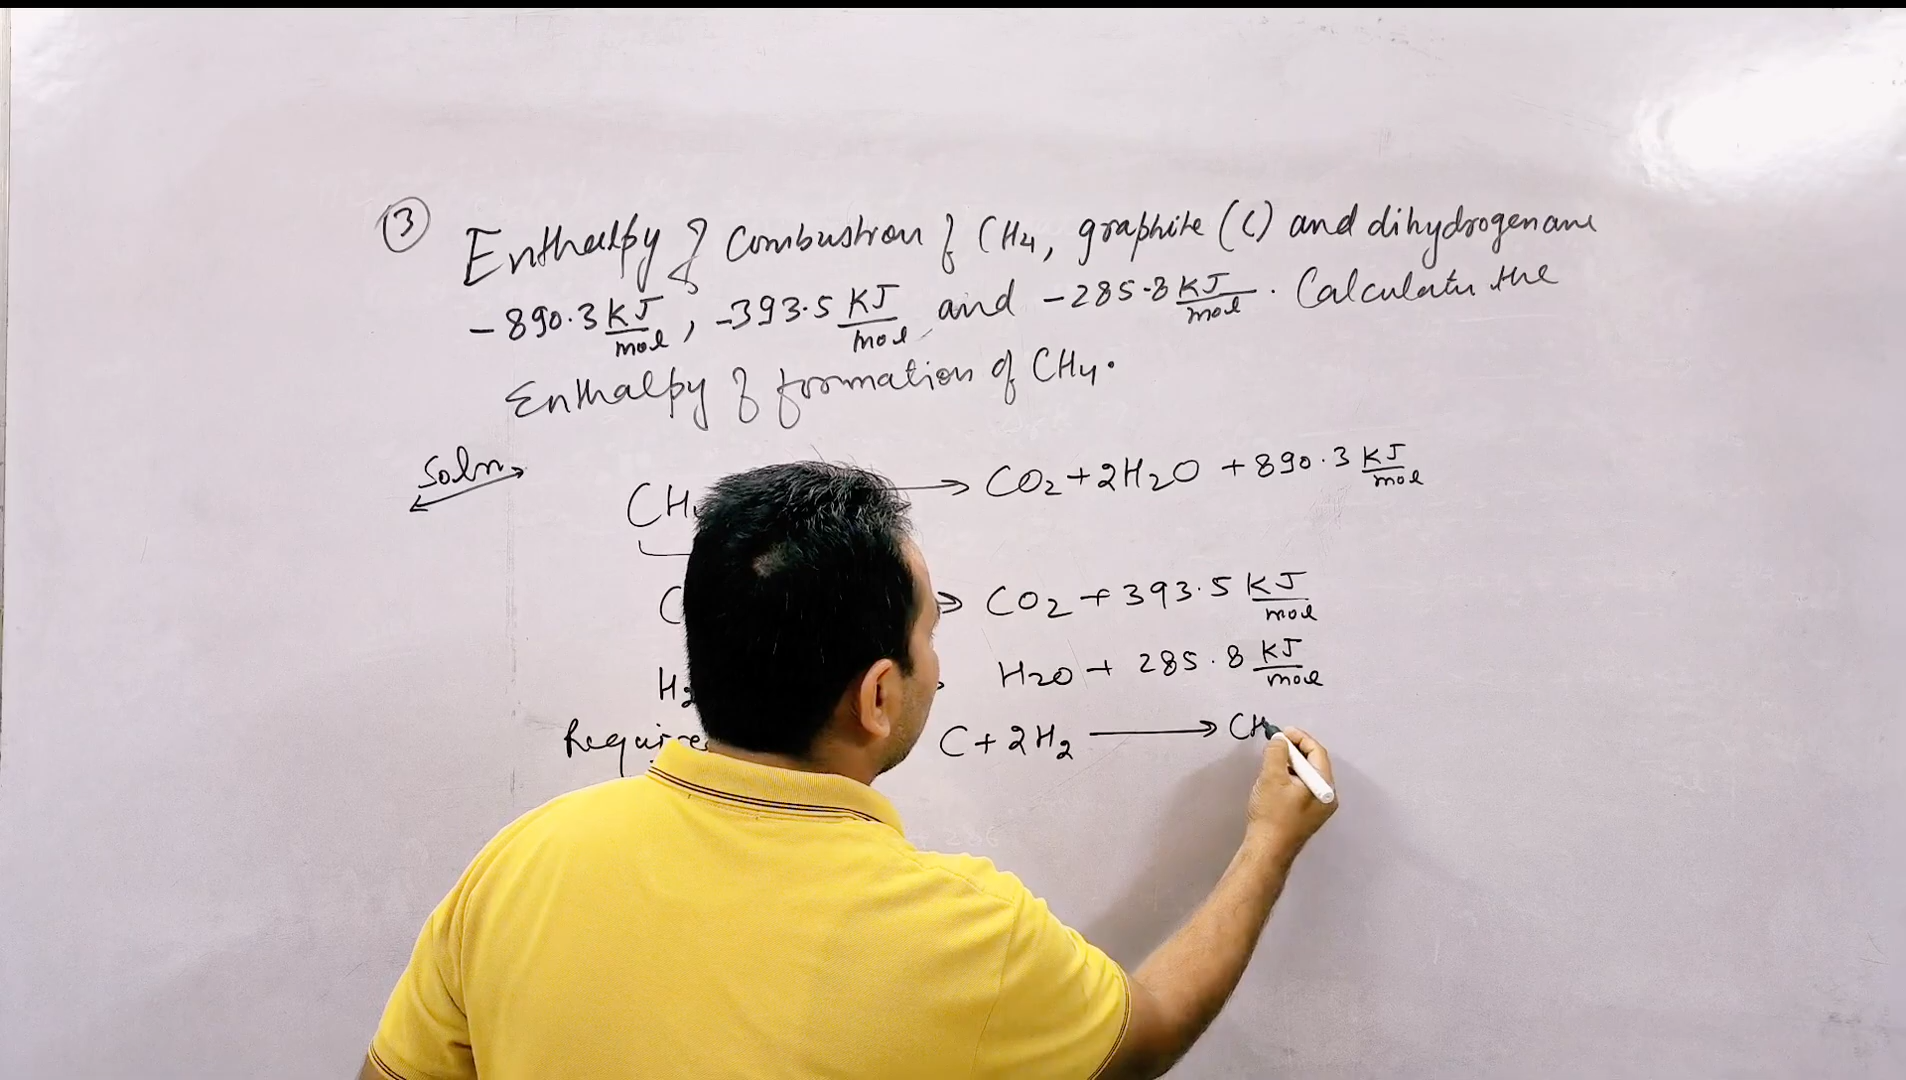 ③ Enthalpy of Combustion of CH4, graphite (C) and dihydrogen are
-890.3 KJ/mol, -393.5 KJ/mol and -285.8 KJ/mol. Calculate the
Enthalpy of formation of CH4.
Soln
CH → CO2 + 2H2O + 890.3 KJ/mol
C → CO2 + 393.5 KJ/mol
H2 → H2O + 285.8 KJ/mol
Require C + 2H2 → CH